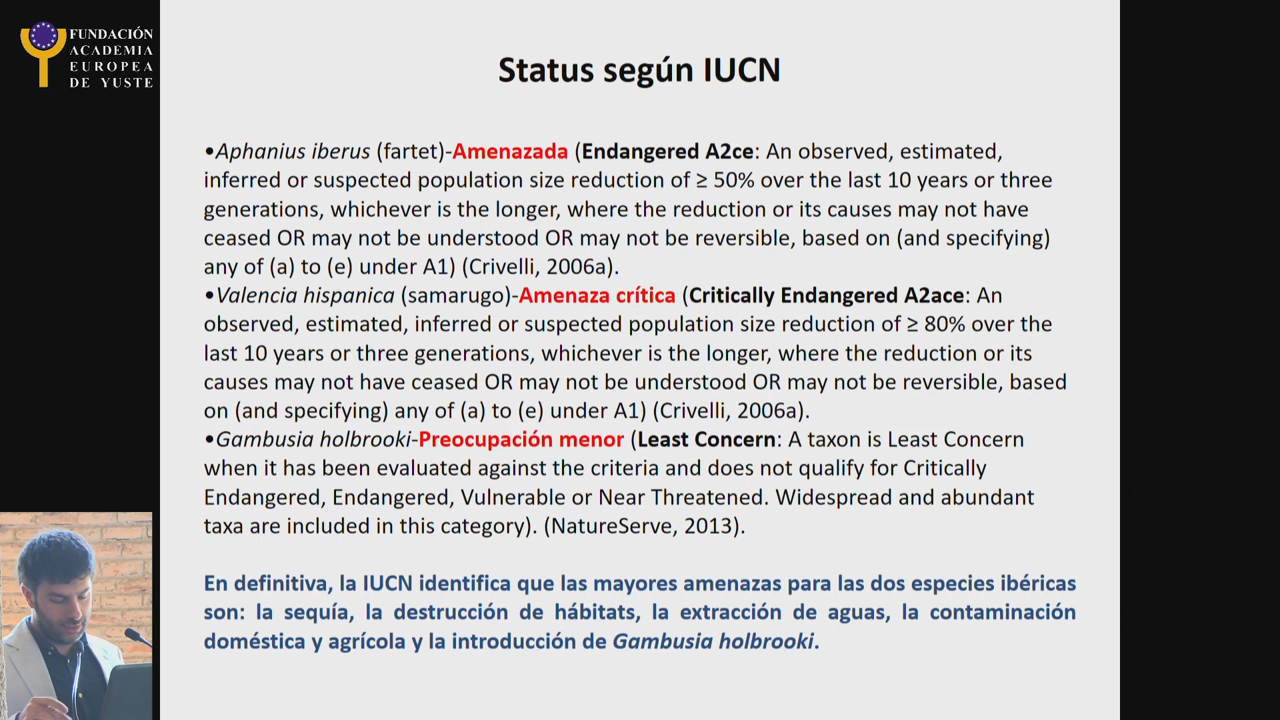 FUNDACIÓN
ACADEMIA
EUROPEA
DE YUSTE
Status según IUCN
•Aphanius iberus (fartet)-Amenazada (Endangered A2ce: An observed, estimated,
inferred or suspected population size reduction of ≥ 50% over the last 10 years or three
generations, whichever is the longer, where the reduction or its causes may not have
ceased OR may not be understood OR may not be reversible, based on (and specifying)
any of (a) to (e) under A1) (Crivelli, 2006a).
•Valencia hispanica (samarugo)-Amenaza crítica (Critically Endangered A2ace: An
observed, estimated, inferred or suspected population size reduction of ≥ 80% over the
last 10 years or three generations, whichever is the longer, where the reduction or its
causes may not have ceased OR may not be understood OR may not be reversible, based
on (and specifying) any of (a) to (e) under A1) (Crivelli, 2006a).
•Gambusia holbrooki-Preocupación menor (Least Concern: A taxon is Least Concern
when it has been evaluated against the criteria and does not qualify for Critically
Endangered, Endangered, Vulnerable or Near Threatened. Widespread and abundant
taxa are included in this category). (NatureServe, 2013).
En definitiva, la IUCN identifica que las mayores amenazas para las dos especies ibéricas
son: la sequía, la destrucción de hábitats, la extracción de aguas, la contaminación
doméstica y agrícola y la introducción de Gambusia holbrooki.